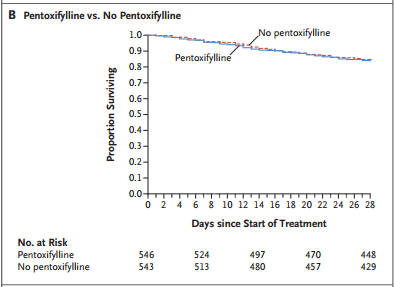 B Pentoxifylline vs. No Pentoxifylline
1.0
0.9
0.8
0.7
0.6
0.5
0.4
0.3
0.2
0.1
0.0
Proportion Surviving
No pentoxifylline
Pentoxifylline
0 2 4 6 8 10 12 14 16 18 20 22 24 26 28
Days since Start of Treatment
No. at Risk
Pentoxifylline 546 524 497 470 448
No pentoxifylline 543 513 480 457 429